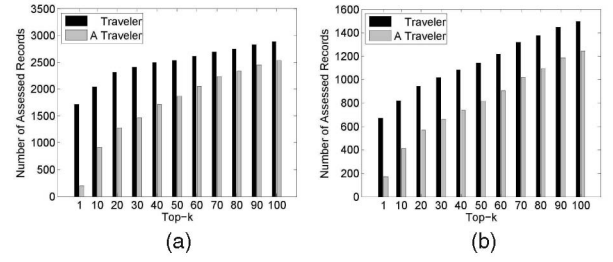 3500
3000
2500
2000
1500
1000
500
0
Number of Assessed Records
Traveler
A Traveler
1 10 20 30 40 50 60 70 80 90 100
Top-k
(a)
1600
1400
1200
1000
800
600
400
200
0
Number of Assessed Records
Traveler
A Traveler
1 10 20 30 40 50 60 70 80 90 100
Top-k
(b)